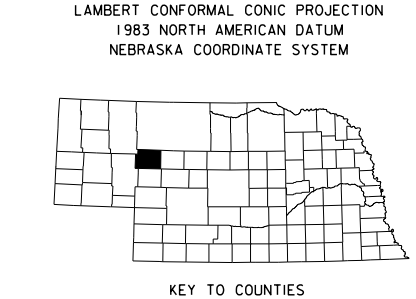 LAMBERT CONFORMAL CONIC PROJECTION
1983 NORTH AMERICAN DATUM
NEBRASKA COORDINATE SYSTEM
KEY TO COUNTIES